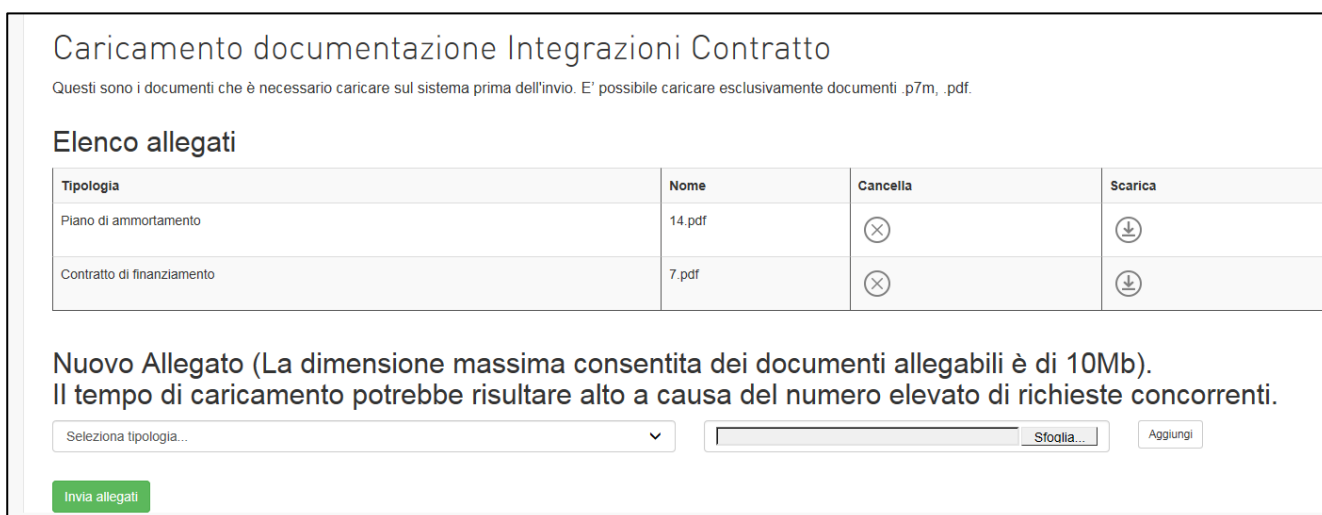 Caricamento documentazione Integrazioni Contratto
Questi sono i documenti che è necessario caricare sul sistema prima dell'invio. E' possibile caricare esclusivamente documenti .p7m, .pdf.
Elenco allegati
Tipologia Nome Cancella Scarica
Piano di ammortamento 14.pdf
Contratto di finanziamento 7.pdf
Nuovo Allegato (La dimensione massima consentita dei documenti allegabili è di 10Mb).
Il tempo di caricamento potrebbe risultare alto a causa del numero elevato di richieste concorrenti.
Seleziona tipologia... Sfoglia... Aggiungi
Invia allegati